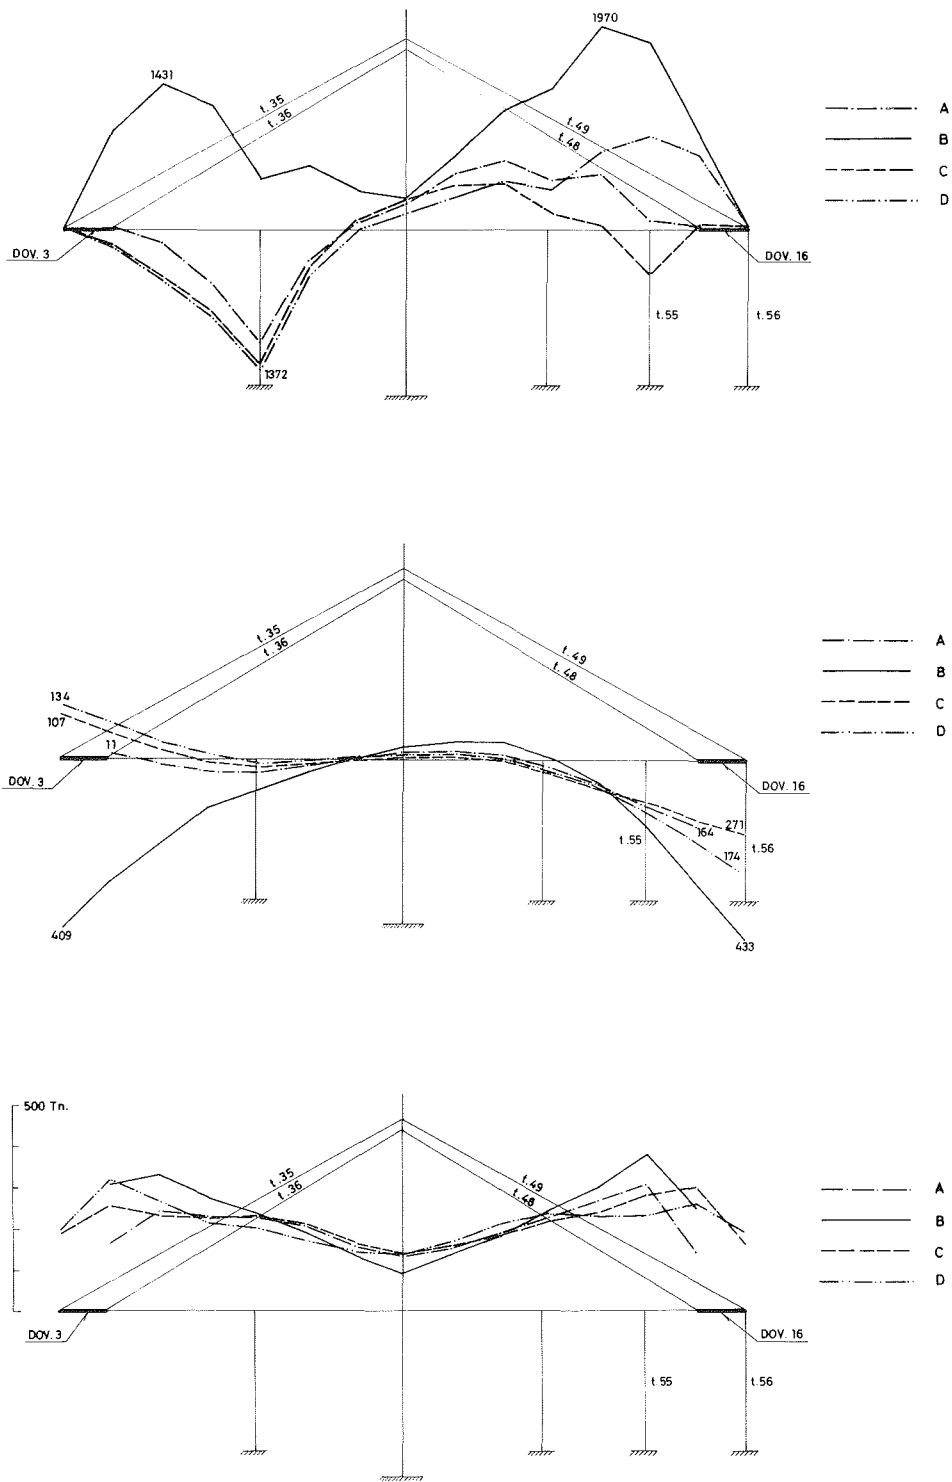 1431
1970
t.35
t.36
t.49
t.48
A
B
C
D
DOV. 3
DOV. 16
t.55
t.56
1372
t.35
t.36
t.49
t.48
A
B
C
D
134
107
11
DOV. 3
DOV. 16
t.55
164
271
174
t.56
409
433
500 Tn.
t.35
t.36
t.49
t.48
A
B
C
D
DOV. 3
DOV. 16
t.55
t.56